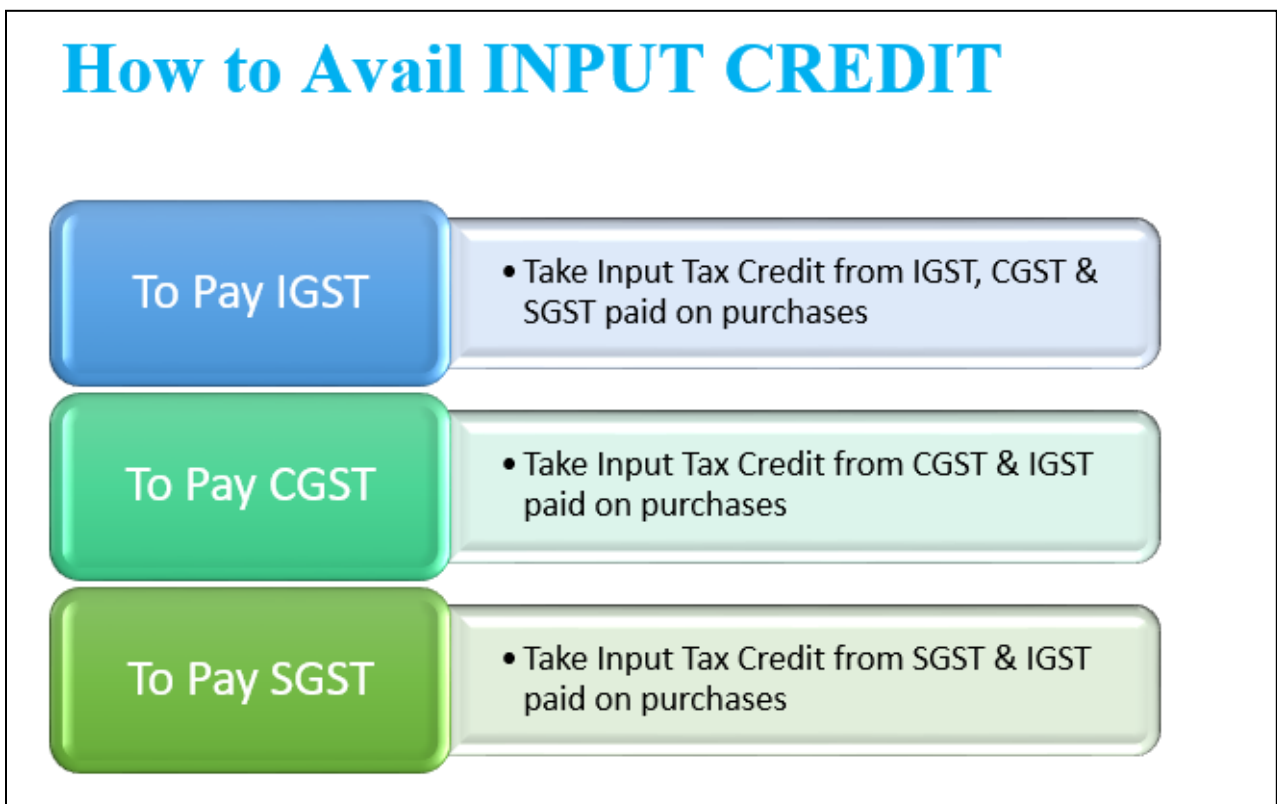 How to Avail INPUT CREDIT
To Pay IGST
• Take Input Tax Credit from IGST, CGST &
SGST paid on purchases
To Pay CGST
• Take Input Tax Credit from CGST & IGST
paid on purchases
To Pay SGST
• Take Input Tax Credit from SGST & IGST
paid on purchases